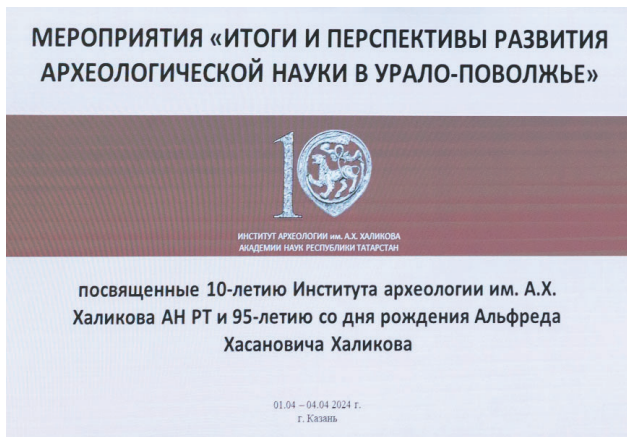 МЕРОПРИЯТИЯ «ИТОГИ И ПЕРСПЕКТИВЫ РАЗВИТИЯ
АРХЕОЛОГИЧЕСКОЙ НАУКИ В УРАЛО-ПОВОЛЖЬЕ»
10
ИНСТИТУТ АРХЕОЛОГИИ им. А.Х. ХАЛИКОВА
АКАДЕМИИ НАУК РЕСПУБЛИКИ ТАТАРСТАН
посвященные 10-летию Института археологии им. А.Х.
Халикова АН РТ и 95-летию со дня рождения Альфреда
Хасановича Халикова
01.04 – 04.04 2024 г.
г. Казань